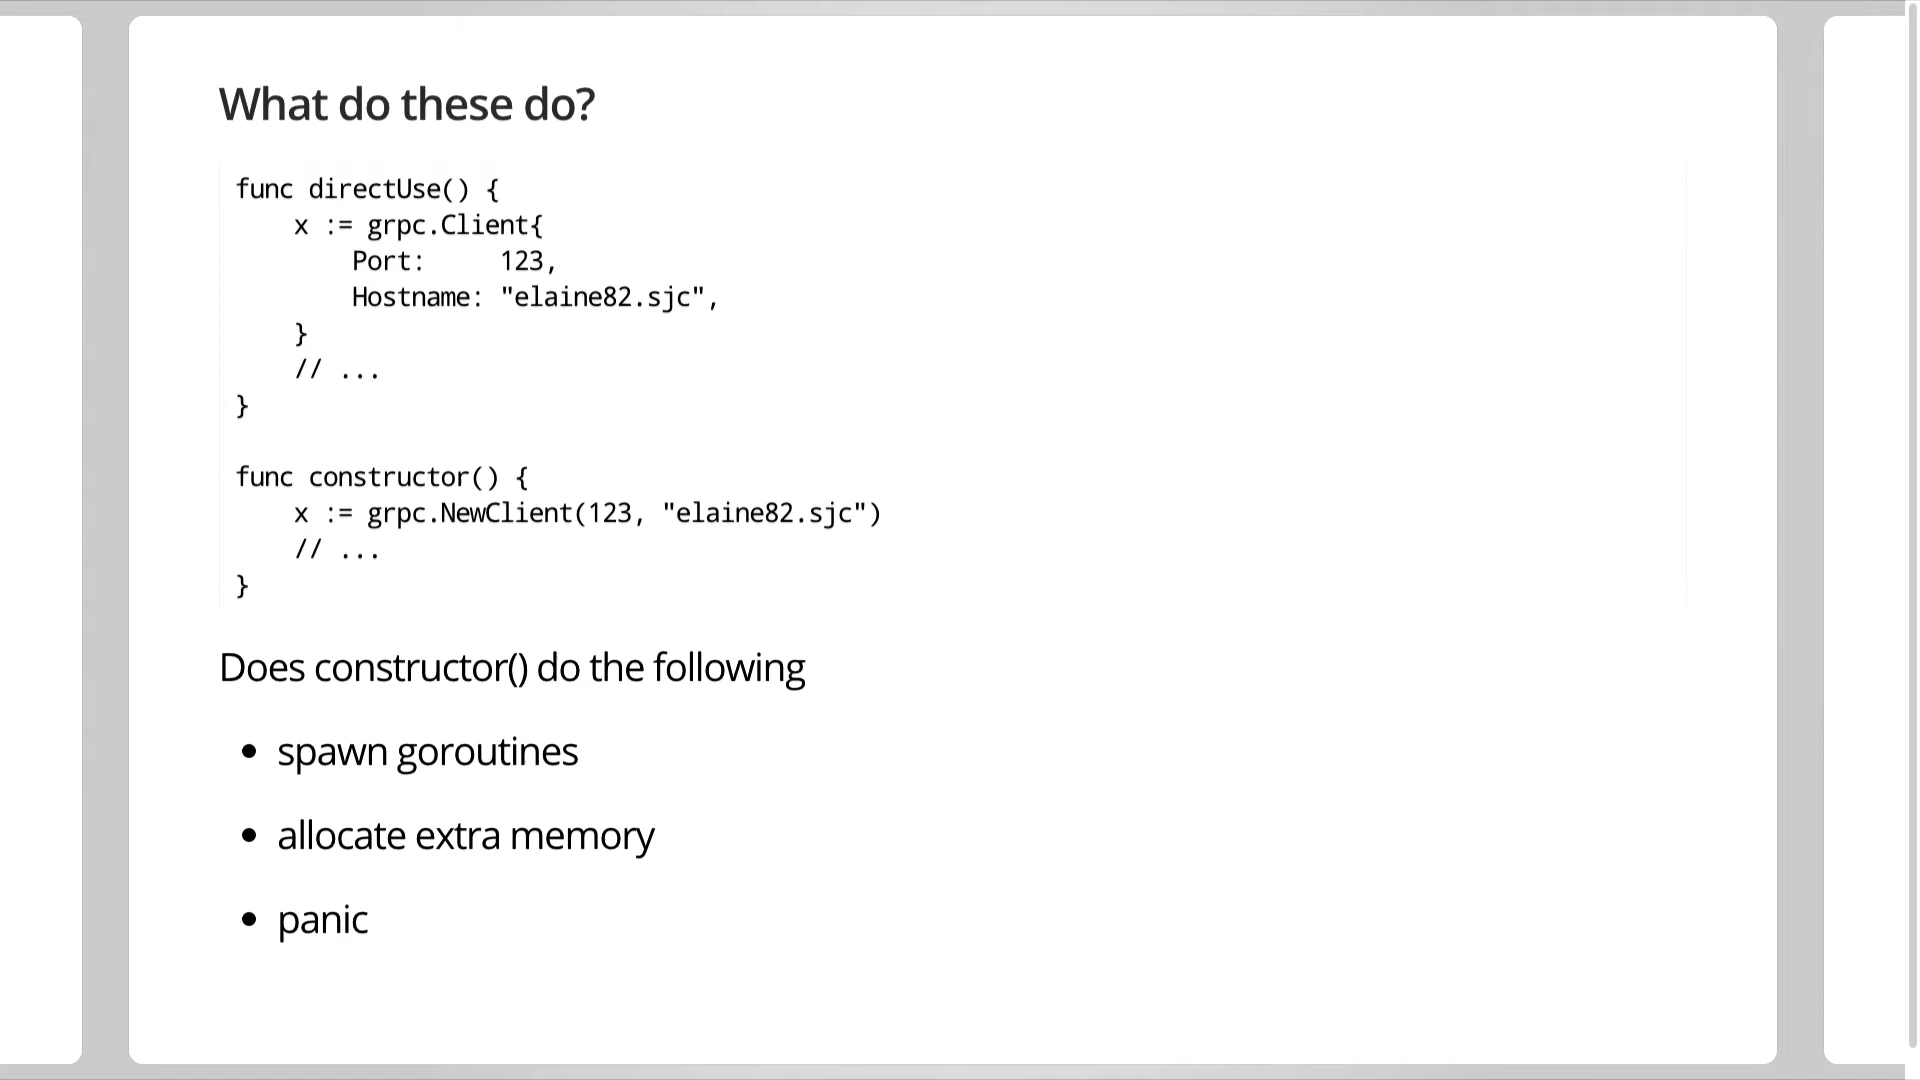 What do these do?
func directUse() {
    x := grpc.Client{
        Port:     123,
        Hostname: "elaine82.sjc",
    }
    // ...
}
func constructor() {
    x := grpc.NewClient(123, "elaine82.sjc")
    // ...
}
Does constructor() do the following
• spawn goroutines
• allocate extra memory
• panic